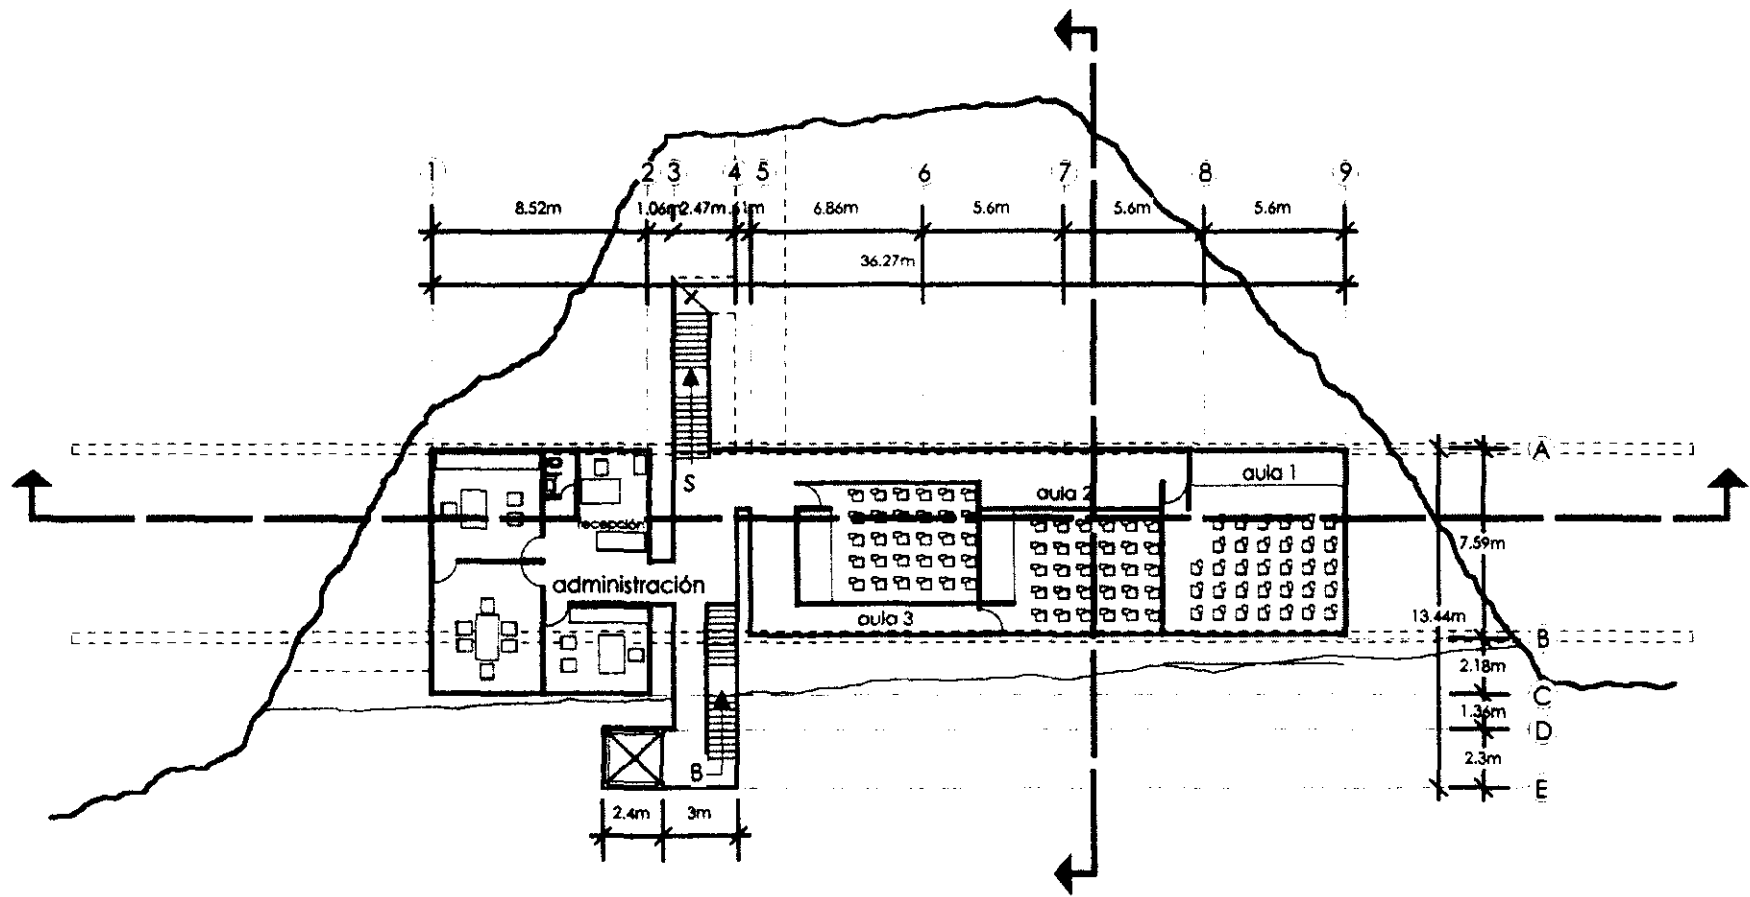 1 2 3 4 5 6 7 8 9
8.52m 1.06m 2.47m .61m 6.86m 5.6m 5.6m 5.6m
36.27m
A
aula 1
S
aula 2
recepción
7.59m
administración
13.44m
aula 3
B
2.18m
C
1.36m
D
2.3m
B
E
2.4m 3m